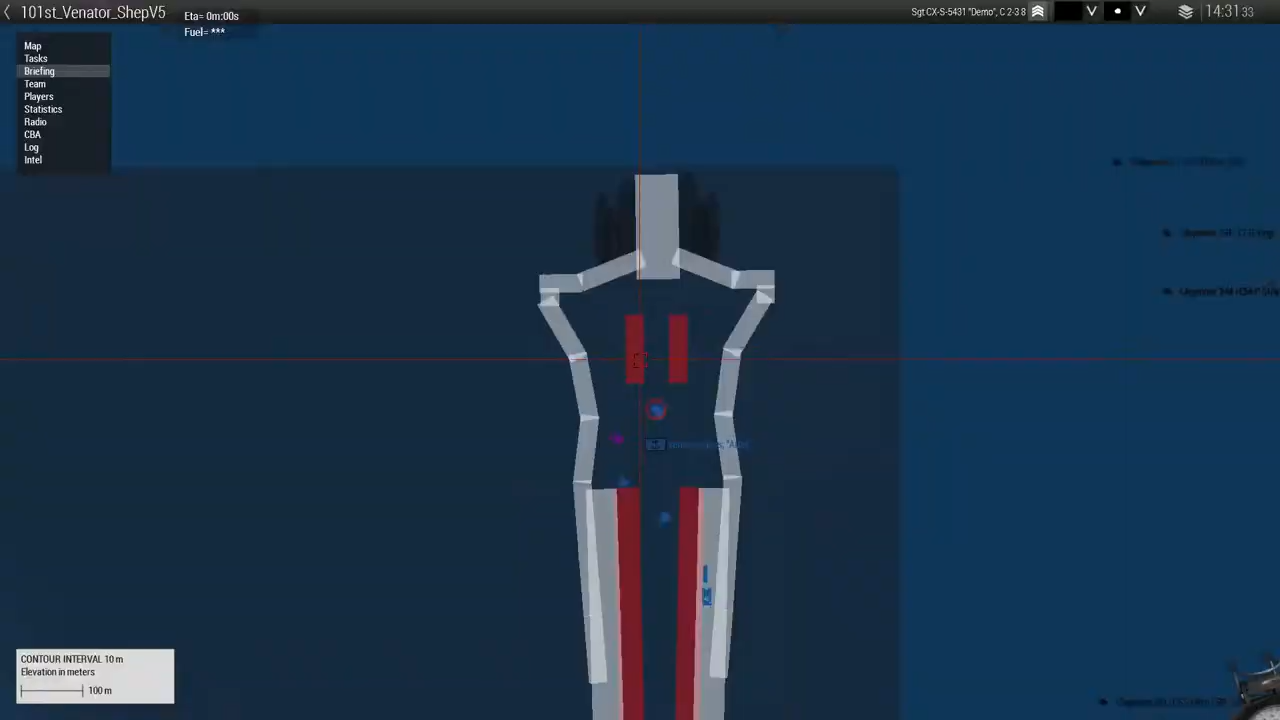 101st_Venator_ShepV5
Eta= 0m:00s
Fuel= ***
Sgt CX-S-5431 "Demo", C 2-3 8
14:31 33
Map
Tasks
Briefing
Team
Players
Statistics
Radio
CBA
Log
Intel
CONTOUR INTERVAL 10 m
Elevation in meters
100 m